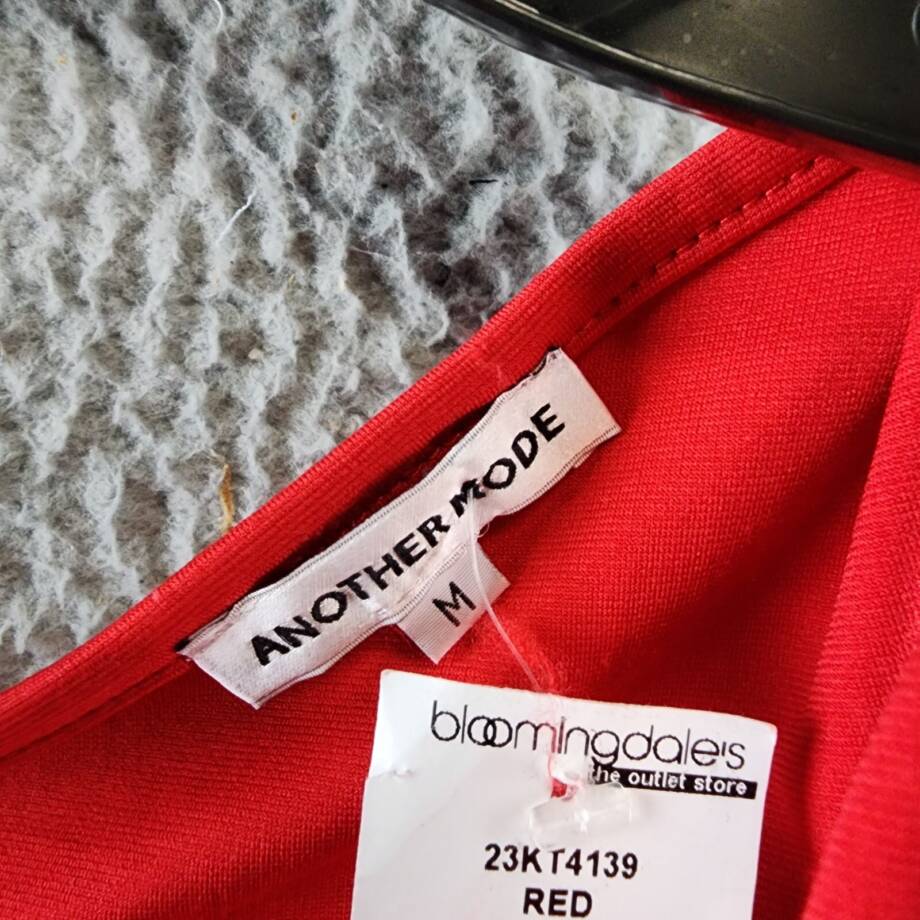 ANOTHER MODE
M
bloomingdale's
the outlet store
23KT4139
RED